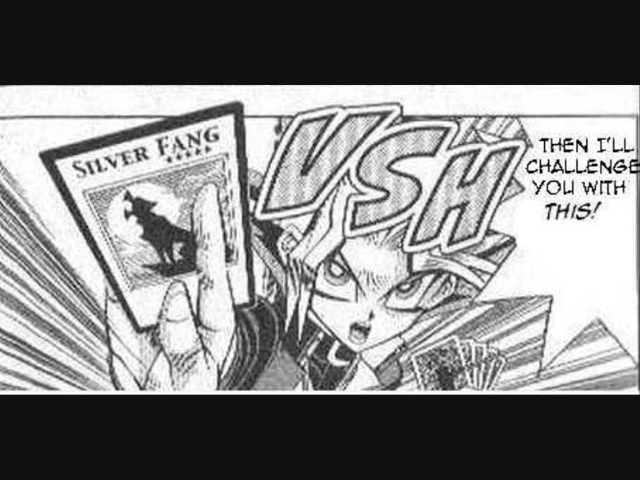 SILVER FANG
VSH
THEN I'LL
CHALLENGE
YOU WITH
THIS!